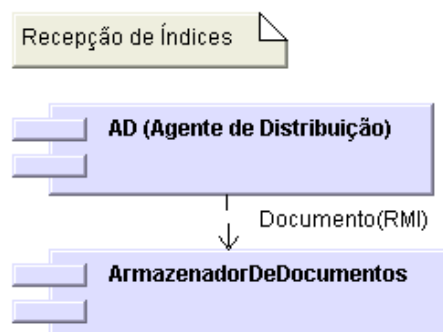 Recepção de Índices
AD (Agente de Distribuição)
Documento(RMI)
ArmazenadorDeDocumentos